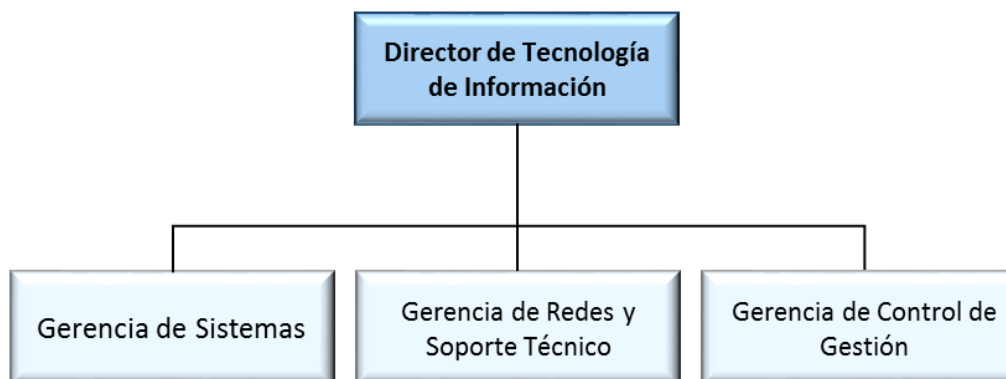 Director de Tecnología
de Información
Gerencia de Sistemas
Gerencia de Redes y
Soporte Técnico
Gerencia de Control de
Gestión